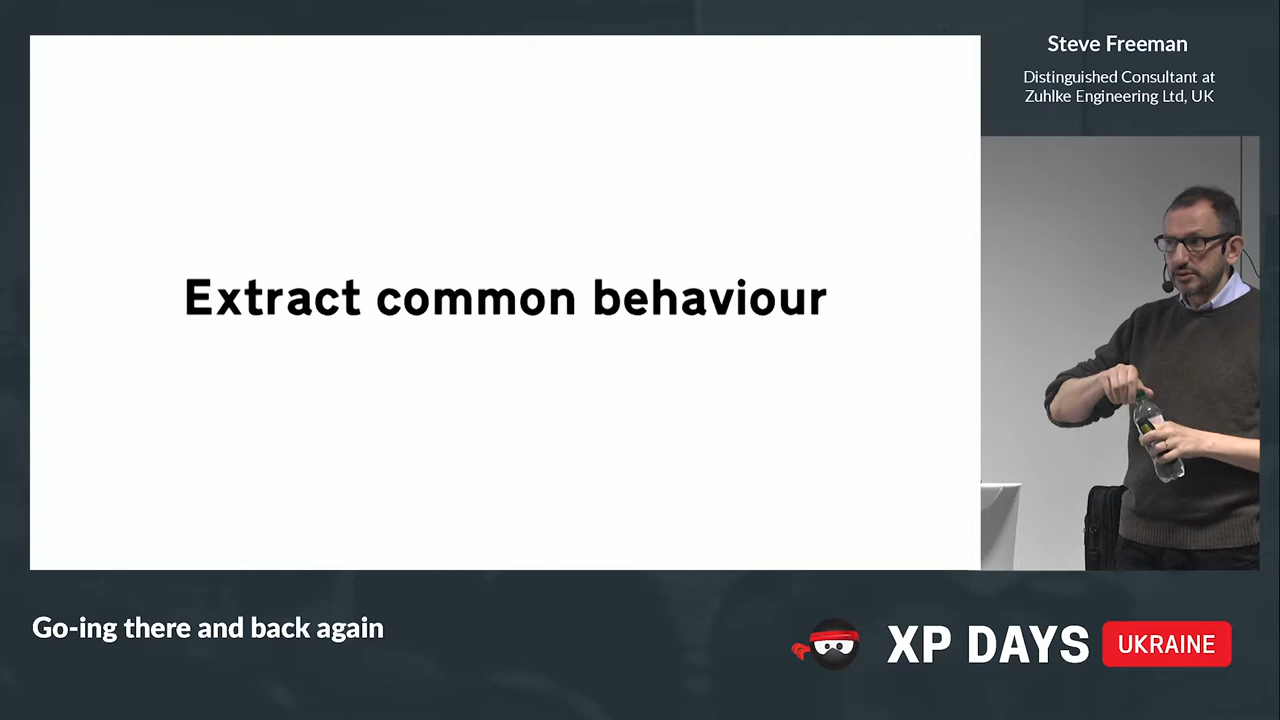 Steve Freeman
Distinguished Consultant at
Zuhlke Engineering Ltd, UK
Extract common behaviour
Go-ing there and back again
XP DAYS UKRAINE